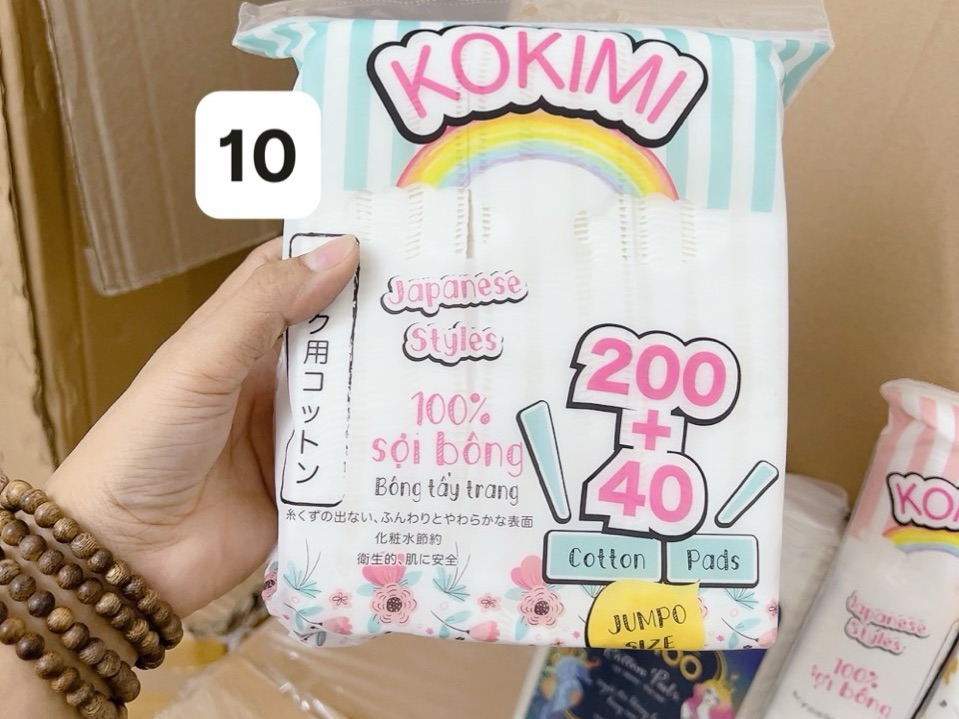 10
KOKIMI
Japanese
Styles
100%
sợi bông
Bông tẩy trang
ク用コットン
糸くずの出ない、ふんわりとやわらかな表面
化粧水節約
衛生的、肌に安全
200
+
40
Cotton Pads
JUMPO
SIZE
Japanese
Styles
100%
sợi bông